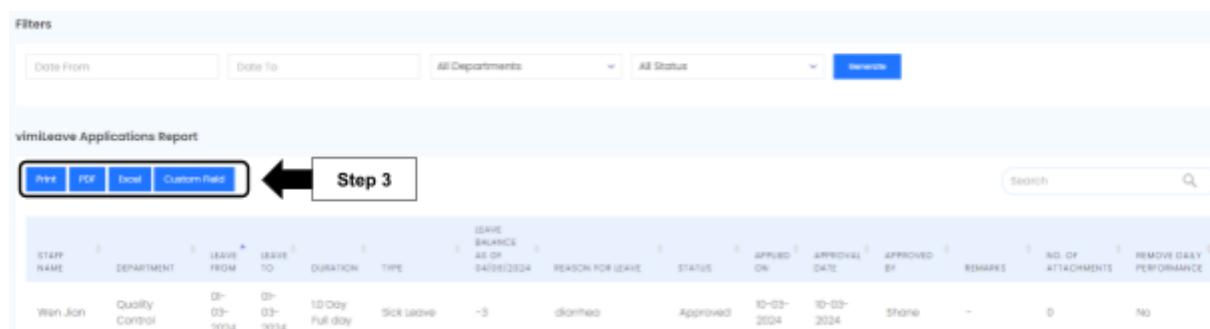 Filters
Date From Date To All Departments All Status Generate
vimiLeave Applications Report
Print PDF Excel Custom Field Step 3 Search
LEAVE
BALANCE
STAFF LEAVE LEAVE AS OF APPLIED APPROVAL APPROVED NO. OF REMOVE DAILY
NAME DEPARTMENT FROM TO DURATION TYPE 04/06/2024 REASON FOR LEAVE STATUS ON DATE BY REMARKS ATTACHMENTS PERFORMANCE
01- 01-
Quality 03- 03- 1.0 Day 10-03- 10-03-
Wen Jian Control 2024 2024 Full day Sick Leave -3 diarrhea Approved 2024 2024 Shane - 0 No